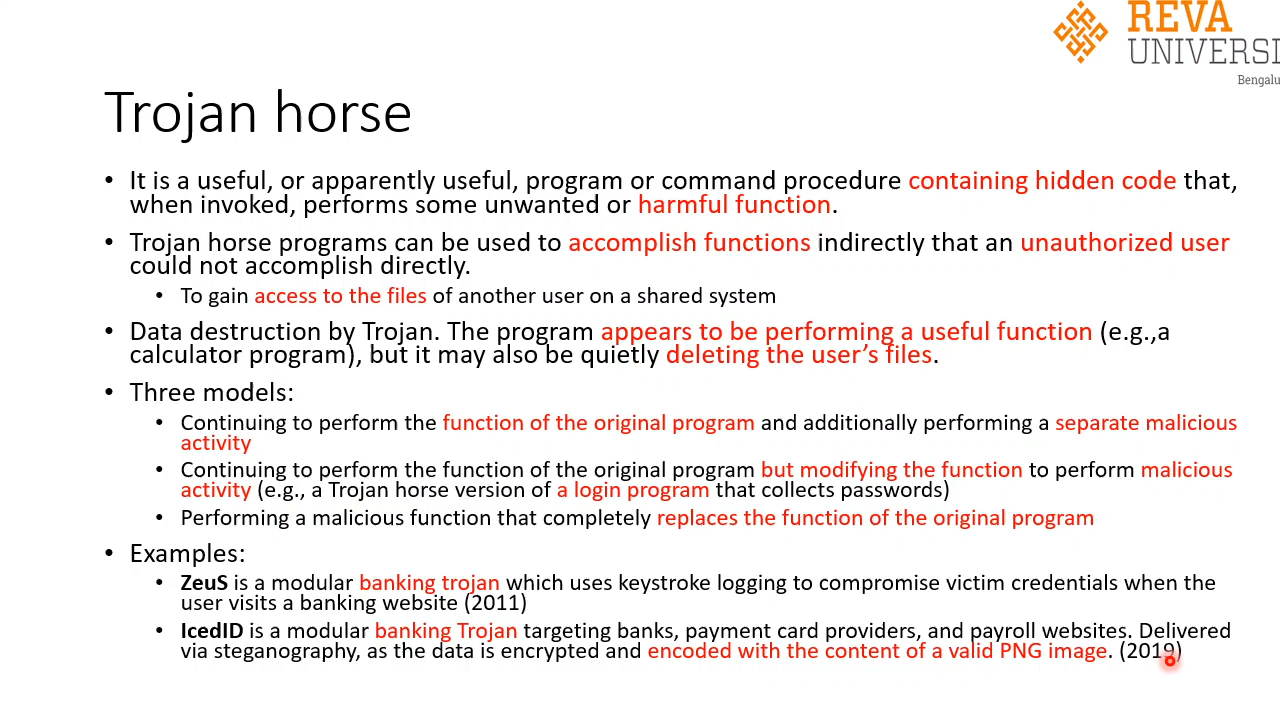 REVA
UNIVERSI
Bengalu
Trojan horse
• It is a useful, or apparently useful, program or command procedure containing hidden code that,
when invoked, performs some unwanted or harmful function.
• Trojan horse programs can be used to accomplish functions indirectly that an unauthorized user
could not accomplish directly.
• To gain access to the files of another user on a shared system
• Data destruction by Trojan. The program appears to be performing a useful function (e.g.,a
calculator program), but it may also be quietly deleting the user’s files.
• Three models:
• Continuing to perform the function of the original program and additionally performing a separate malicious
activity
• Continuing to perform the function of the original program but modifying the function to perform malicious
activity (e.g., a Trojan horse version of a login program that collects passwords)
• Performing a malicious function that completely replaces the function of the original program
• Examples:
• ZeuS is a modular banking trojan which uses keystroke logging to compromise victim credentials when the
user visits a banking website (2011)
• IcedID is a modular banking Trojan targeting banks, payment card providers, and payroll websites. Delivered
via steganography, as the data is encrypted and encoded with the content of a valid PNG image. (2019)